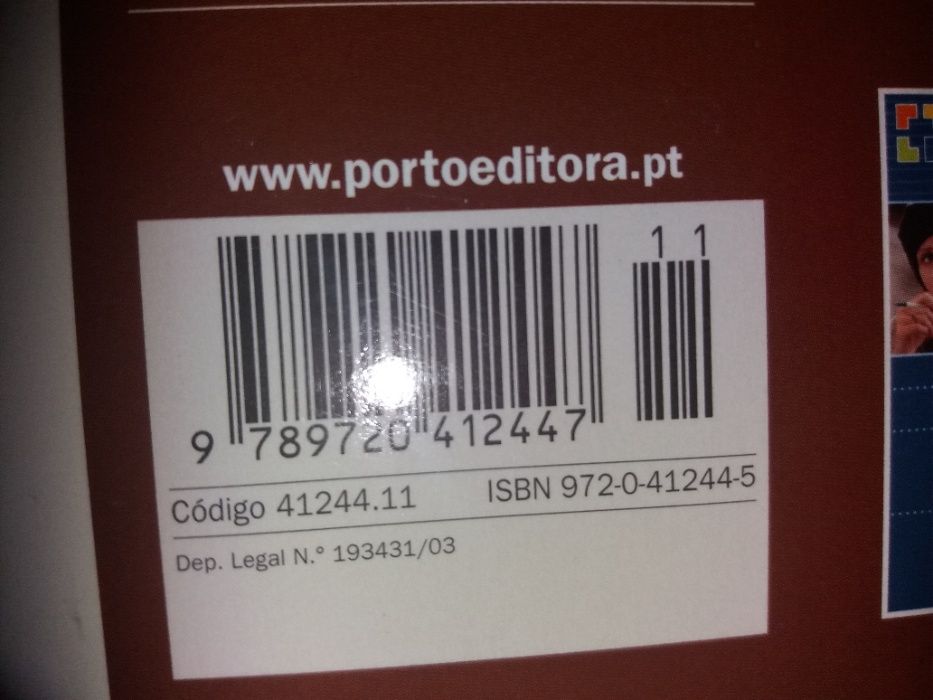 www.portoeditora.pt
1 1
9 789720 412447
Código 41244.11 ISBN 972-0-41244-5
Dep. Legal N.º 193431/03